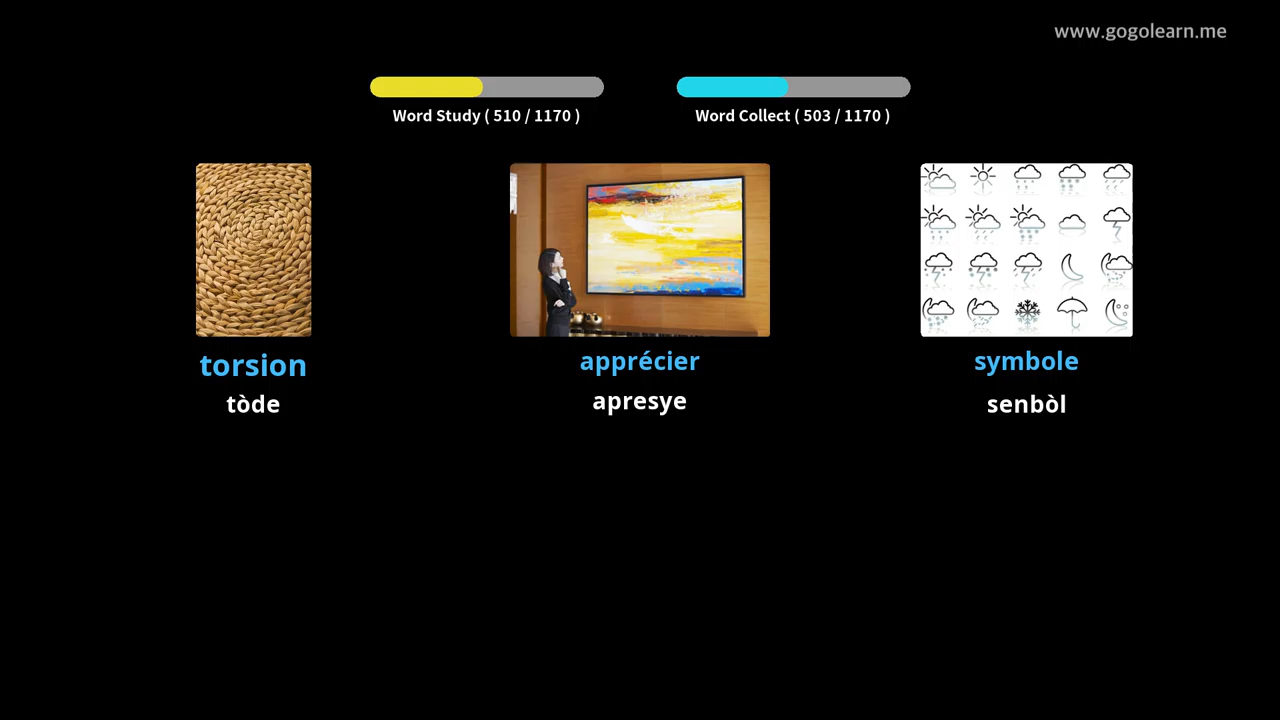 www.gogolearn.me
Word Study ( 510 / 1170 )
Word Collect ( 503 / 1170 )
torsion
tòde
apprécier
apresye
symbole
senbòl